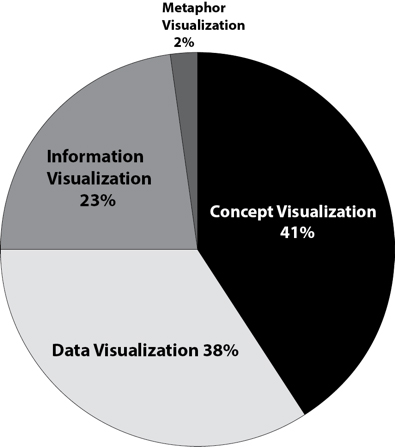 Metaphor
Visualization
2%
Information
Visualization
23%
Concept Visualization
41%
Data Visualization 38%